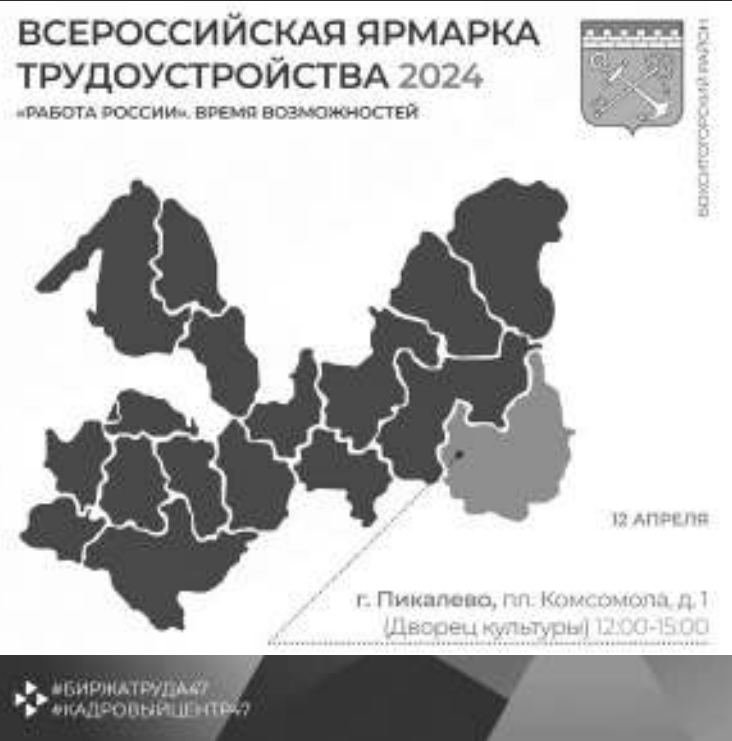 ВСЕРОССИЙСКАЯ ЯРМАРКА
ТРУДОУСТРОЙСТВА 2024
«РАБОТА РОССИИ». ВРЕМЯ ВОЗМОЖНОСТЕЙ
БОКСИТОГОРСКИЙ РАЙОН
12 АПРЕЛЯ
г. Пикалево, пл. Комсомола, д. 1
(Дворец культуры) 12:00-15:00
#БИРЖАТРУДА47
#КАДРОВЫЙЦЕНТР47